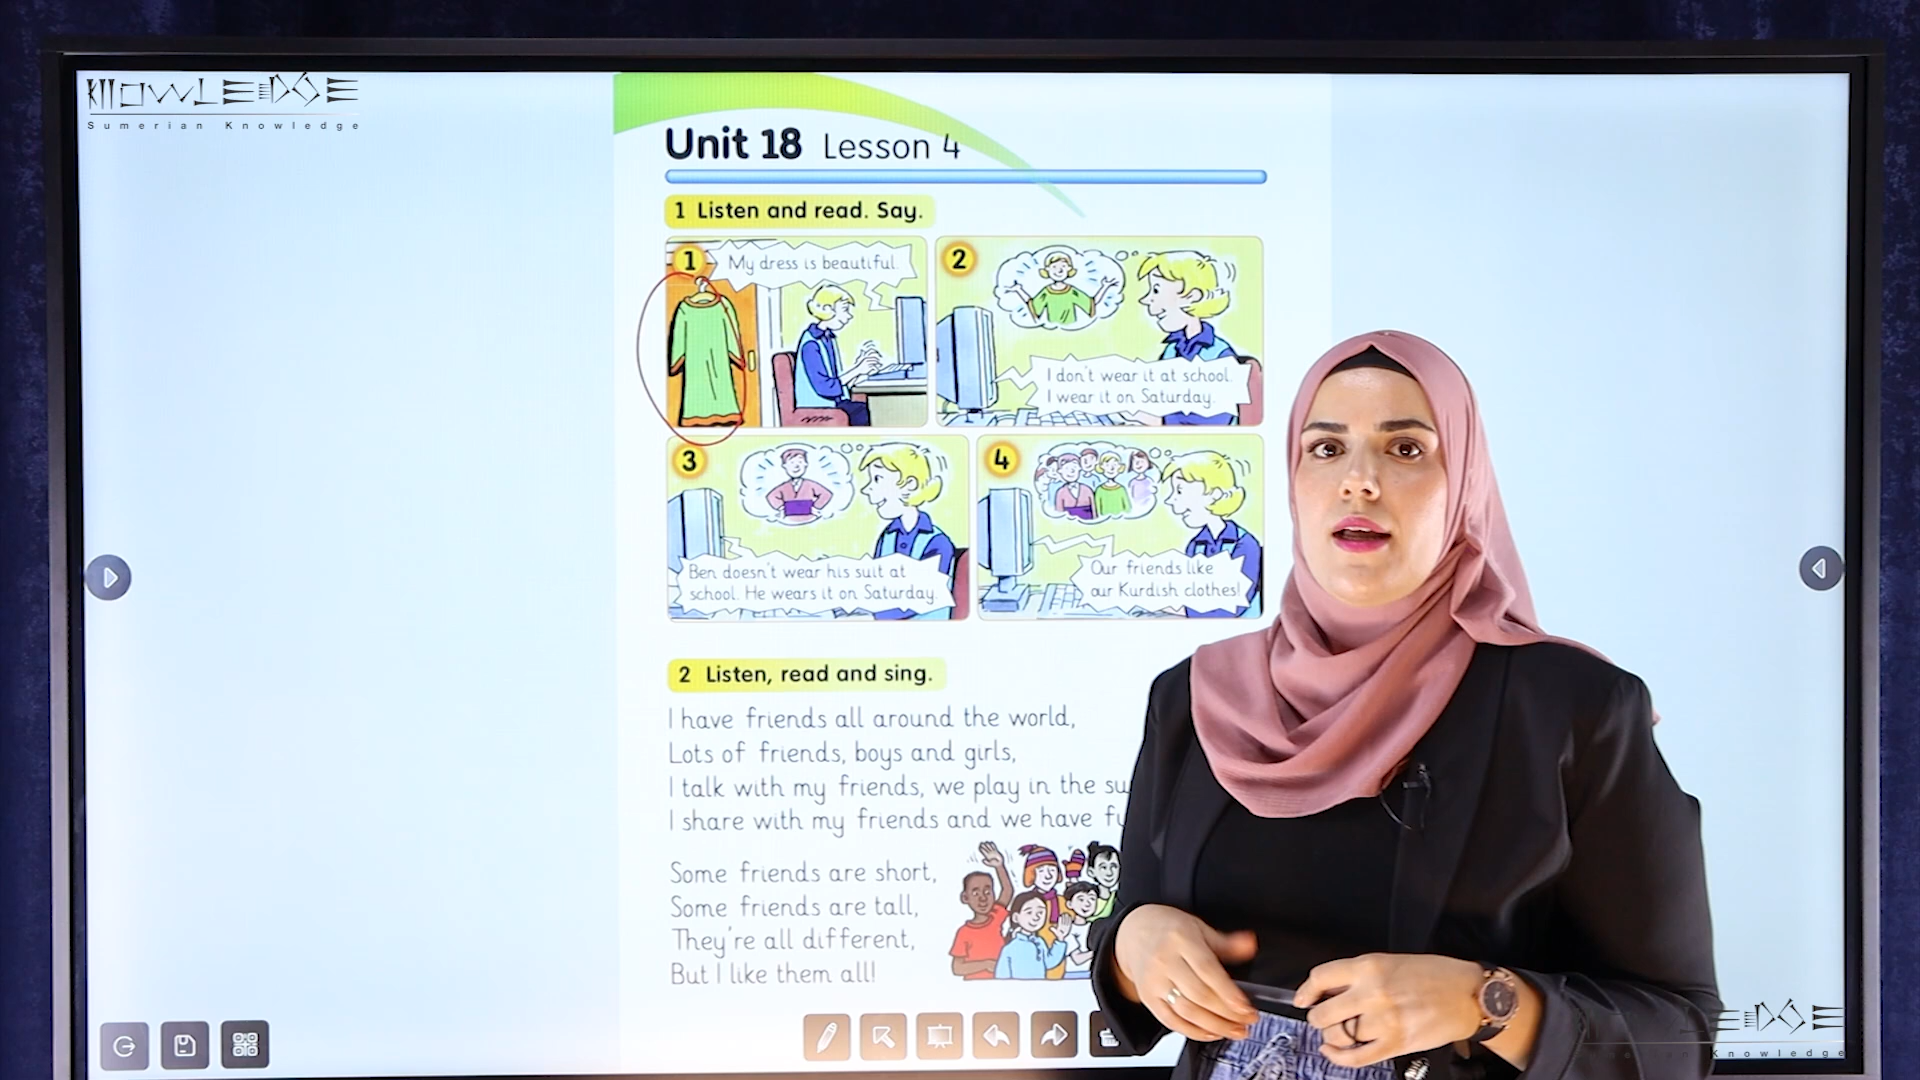 KNOWLEDGE
Sumerian Knowledge
Unit 18 Lesson 4
1 Listen and read. Say.
1
My dress is beautiful.
2
I don't wear it at school.
I wear it on Saturday.
3
Ben doesn't wear his suit at
school. He wears it on Saturday.
4
Our friends like
our Kurdish clothes!
2 Listen, read and sing.
I have friends all around the world,
Lots of friends, boys and girls,
I talk with my friends, we play in the
I share with my friends and we have
Some friends are short,
Some friends are tall,
They're all different,
But I like them all!
EDGE
Knowledge